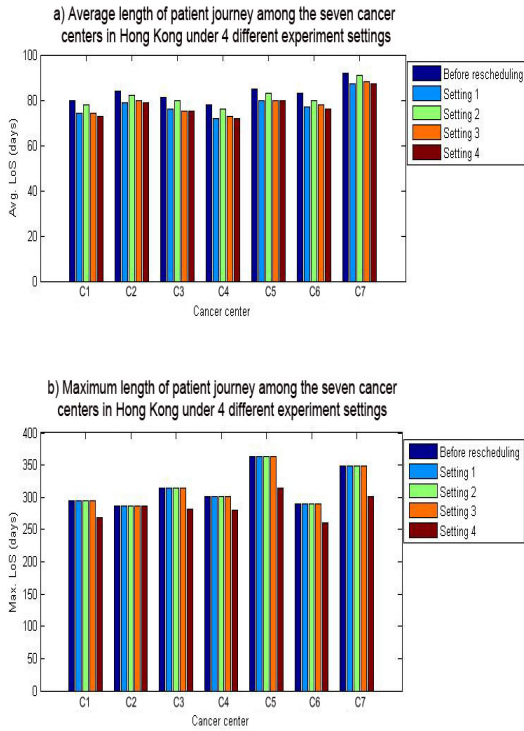 a) Average length of patient journey among the seven cancer
centers in Hong Kong under 4 different experiment settings
100
80
60
40
20
0
Avg. LoS (days)
C1 C2 C3 C4 C5 C6 C7
Cancer center
Before rescheduling
Setting 1
Setting 2
Setting 3
Setting 4
b) Maximum length of patient journey among the seven cancer
centers in Hong Kong under 4 different experiment settings
400
350
300
250
200
150
100
50
0
Max. LoS (days)
C1 C2 C3 C4 C5 C6 C7
Cancer center
Before rescheduling
Setting 1
Setting 2
Setting 3
Setting 4